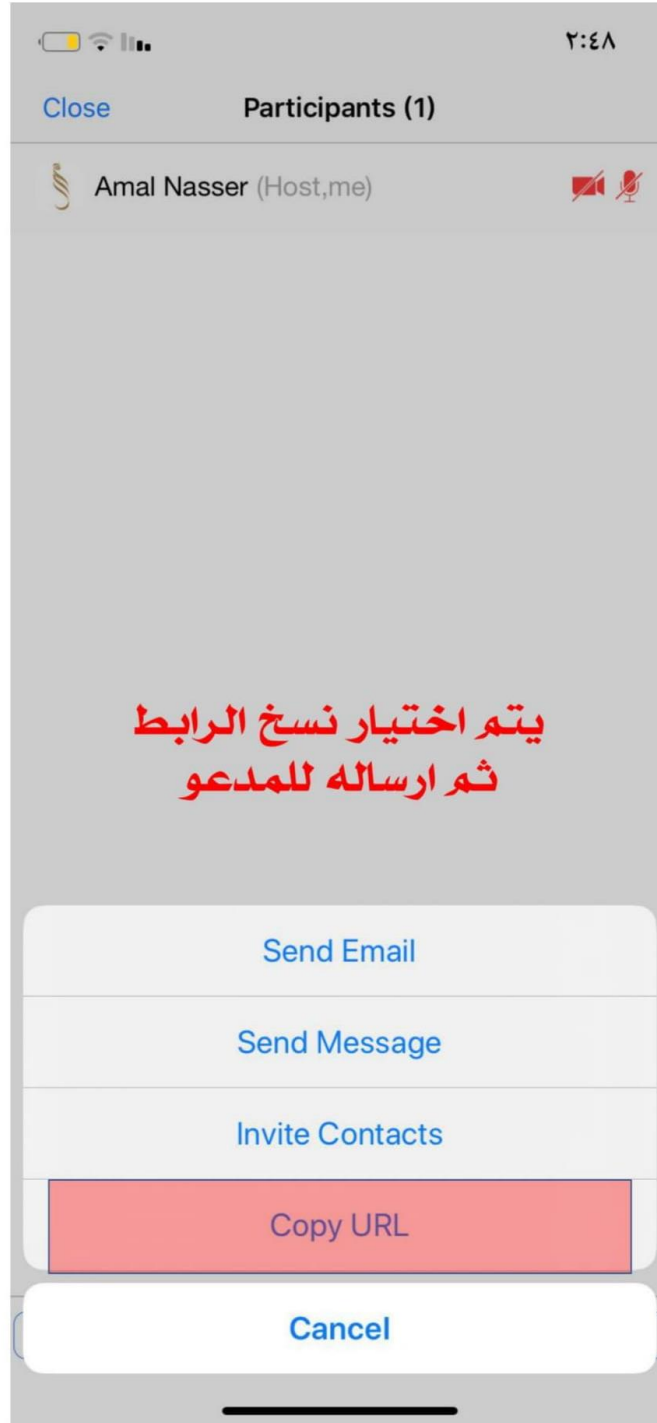 ٢:٤٨
Close Participants (1)
Amal Nasser (Host,me)
يتم اختيار نسخ الرابط
ثم ارساله للمدعو
Send Email
Send Message
Invite Contacts
Copy URL
Cancel